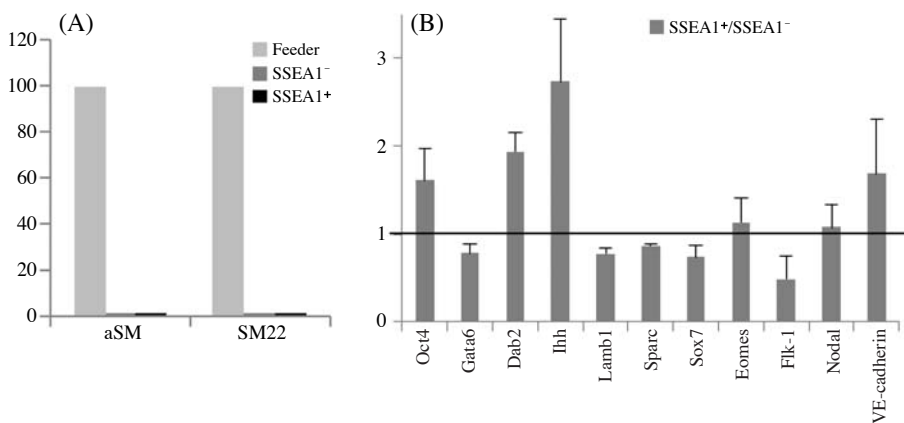 (A)
120
100
80
60
40
20
0
Feeder
SSEA1⁻
SSEA1⁺
aSM
SM22
(B)
SSEA1⁺/SSEA1⁻
3
2
1
0
Oct4
Gata6
Dab2
Ihh
Lamb1
Sparc
Sox7
Eomes
Flk-1
Nodal
VE-cadherin